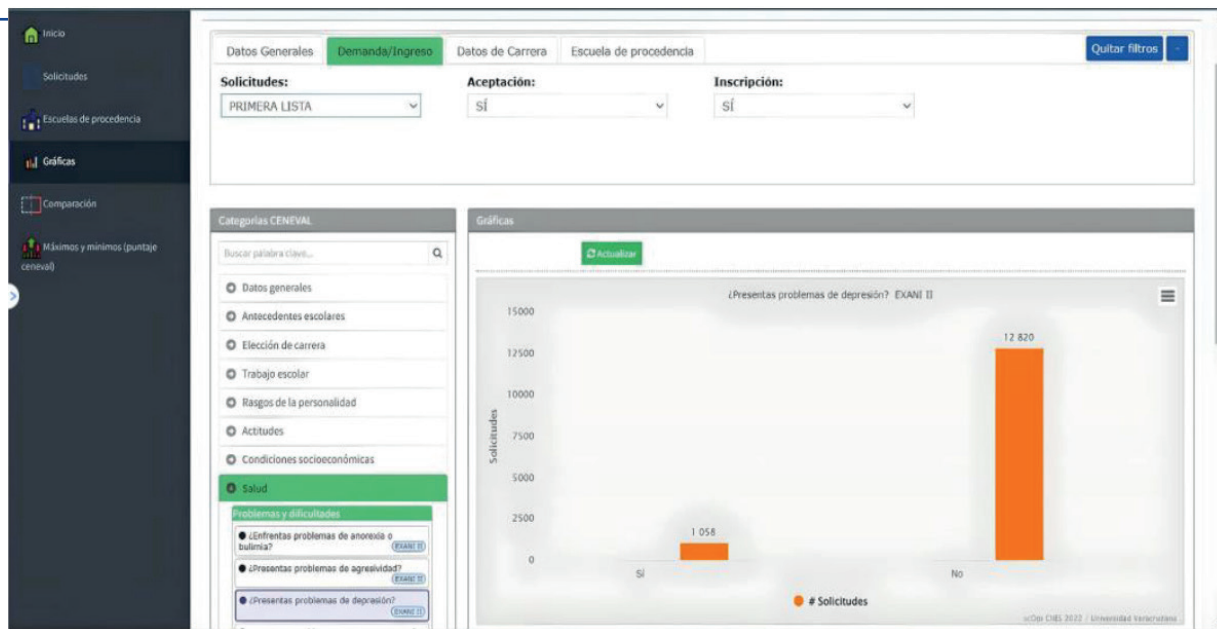 Inicio
Solicitudes
Escuelas de procedencia
Gráficas
Comparación
Máximos y mínimos (puntaje
ceneval)
Datos Generales
Demanda/Ingreso
Datos de Carrera
Escuela de procedencia
Quitar filtros
-
Solicitudes:
Aceptación:
Inscripción:
PRIMERA LISTA
SÍ
SÍ
Categorías CENEVAL
Buscar palabra clave...
Datos generales
Antecedentes escolares
Elección de carrera
Trabajo escolar
Rasgos de la personalidad
Actitudes
Condiciones socioeconómicas
Salud
Problemas y dificultades
¿Enfrentas problemas de anorexia o
bulimia?
EXANI II
¿Presentas problemas de agresividad?
EXANI II
¿Presentas problemas de depresión?
EXANI II
Gráficas
Actualizar
¿Presentas problemas de depresión? EXANI II
15000
12500
10000
7500
5000
2500
0
Solicitudes
1 058
12 820
Sí
No
# Solicitudes
2022 / Universidad Veracruzana